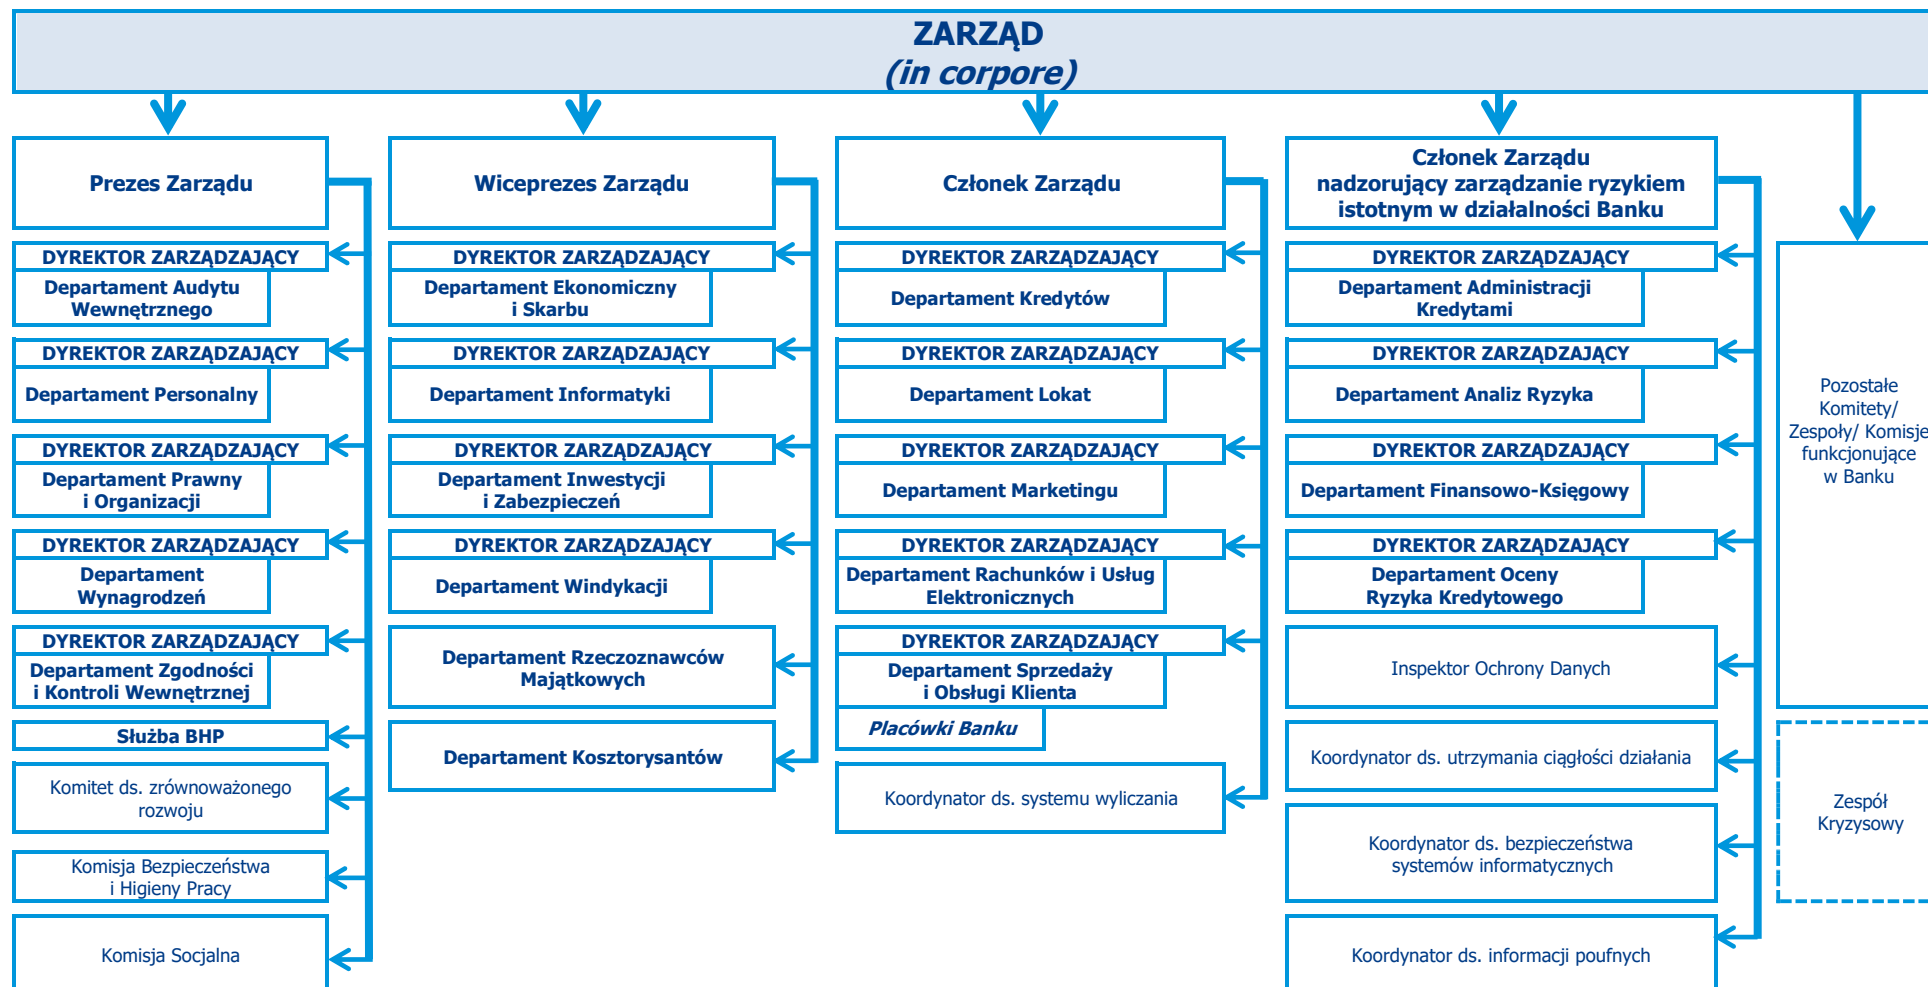 ZARZĄD
(in corpore)
Prezes Zarządu
DYREKTOR ZARZĄDZAJĄCY
Departament Audytu
Wewnętrznego
DYREKTOR ZARZĄDZAJĄCY
Departament Personalny
DYREKTOR ZARZĄDZAJĄCY
Departament Prawny
i Organizacji
DYREKTOR ZARZĄDZAJĄCY
Departament
Wynagrodzeń
DYREKTOR ZARZĄDZAJĄCY
Departament Zgodności
i Kontroli Wewnętrznej
Służba BHP
Komitet ds. zrównoważonego
rozwoju
Komisja Bezpieczeństwa
i Higieny Pracy
Komisja Socjalna
Wiceprezes Zarządu
DYREKTOR ZARZĄDZAJĄCY
Departament Ekonomiczny
i Skarbu
DYREKTOR ZARZĄDZAJĄCY
Departament Informatyki
DYREKTOR ZARZĄDZAJĄCY
Departament Inwestycji
i Zabezpieczeń
DYREKTOR ZARZĄDZAJĄCY
Departament Windykacji
Departament Rzeczoznawców
Majątkowych
Departament Kosztorysantów
Członek Zarządu
DYREKTOR ZARZĄDZAJĄCY
Departament Kredytów
DYREKTOR ZARZĄDZAJĄCY
Departament Lokat
DYREKTOR ZARZĄDZAJĄCY
Departament Marketingu
DYREKTOR ZARZĄDZAJĄCY
Departament Rachunków i Usług
Elektronicznych
DYREKTOR ZARZĄDZAJĄCY
Departament Sprzedaży
i Obsługi Klienta
Placówki Banku
Koordynator ds. systemu wyliczania
Członek Zarządu
nadzorujący zarządzanie ryzykiem
istotnym w działalności Banku
DYREKTOR ZARZĄDZAJĄCY
Departament Administracji
Kredytami
DYREKTOR ZARZĄDZAJĄCY
Departament Analiz Ryzyka
DYREKTOR ZARZĄDZAJĄCY
Departament Finansowo-Księgowy
DYREKTOR ZARZĄDZAJĄCY
Departament Oceny
Ryzyka Kredytowego
Inspektor Ochrony Danych
Koordynator ds. utrzymania ciągłości działania
Koordynator ds. bezpieczeństwa
systemów informatycznych
Koordynator ds. informacji poufnych
Pozostałe
Komitety/
Zespoły/ Komisje
funkcjonujące
w Banku
Zespół
Kryzysowy